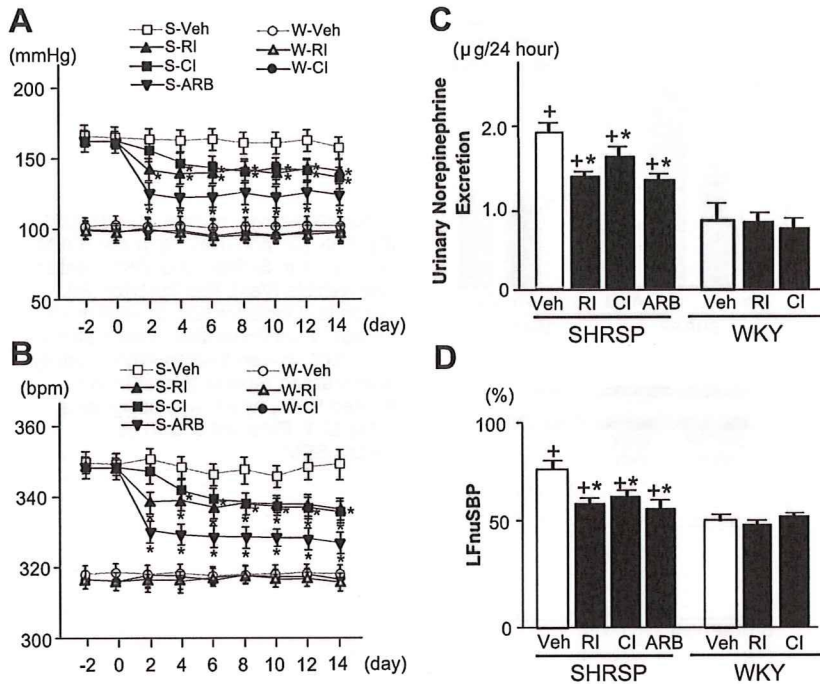 A
(mmHg)
S-Veh W-Veh
S-RI W-RI
S-CI W-CI
S-ARB
200
150
100
50
-2 0 2 4 6 8 10 12 14 (day)
B
(bpm)
S-Veh W-Veh
S-RI W-RI
S-CI W-CI
S-ARB
360
340
320
300
-2 0 2 4 6 8 10 12 14 (day)
C
(μg/24 hour)
Urinary Norepinephrine
Excretion
2.0
1.0
0
+ +* +* +*
Veh RI CI ARB Veh RI CI
SHRSP WKY
D
(%)
LFnuSBP
100
50
0
+ +* +* +*
Veh RI CI ARB Veh RI CI
SHRSP WKY